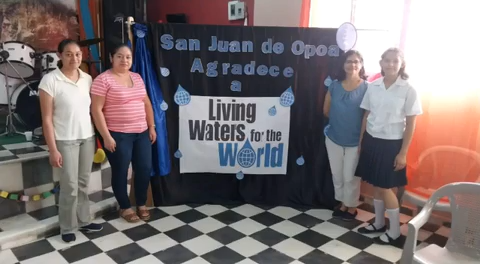 San Juan de Opoa
Agradece
a
Living
Waters for the
World